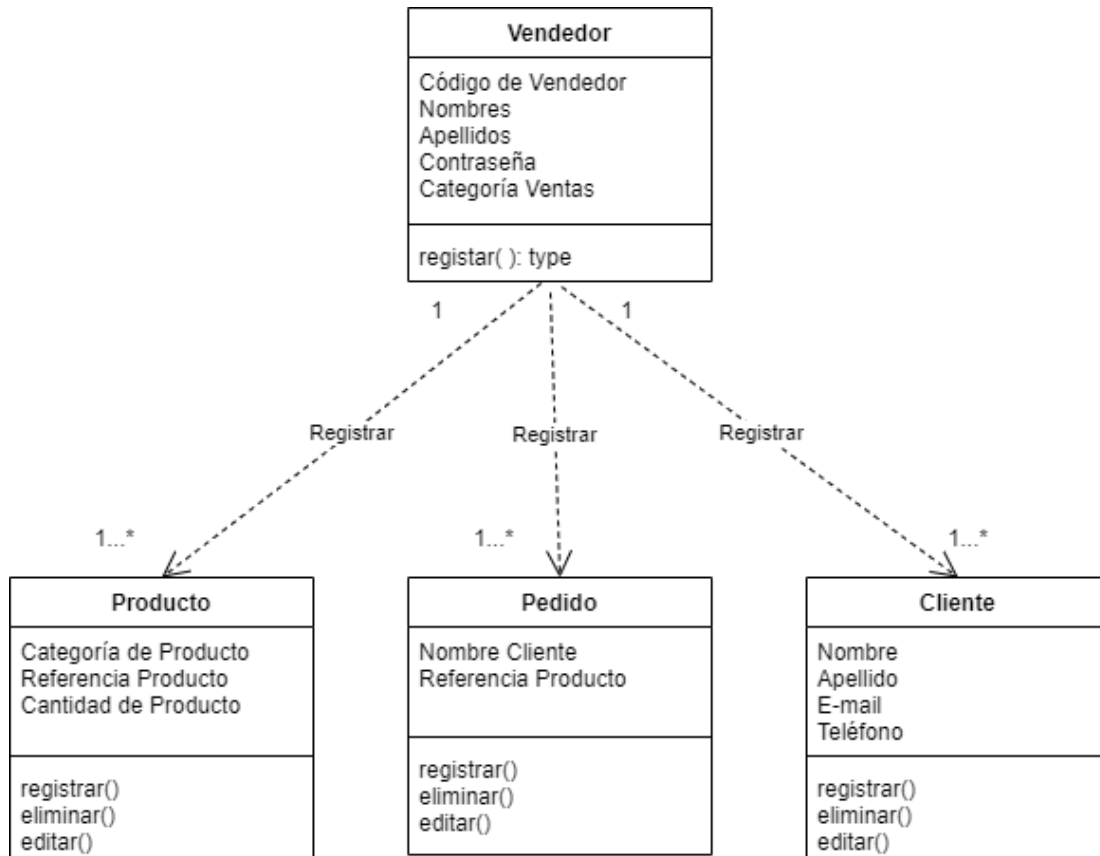 Vendedor
Código de Vendedor
Nombres
Apellidos
Contraseña
Categoría Ventas
registar( ): type
1
1
Registrar
Registrar
Registrar
1...*
1...*
1...*
Producto
Categoría de Producto
Referencia Producto
Cantidad de Producto
registrar()
eliminar()
editar()
Pedido
Nombre Cliente
Referencia Producto
registrar()
eliminar()
editar()
Cliente
Nombre
Apellido
E-mail
Teléfono
registrar()
eliminar()
editar()